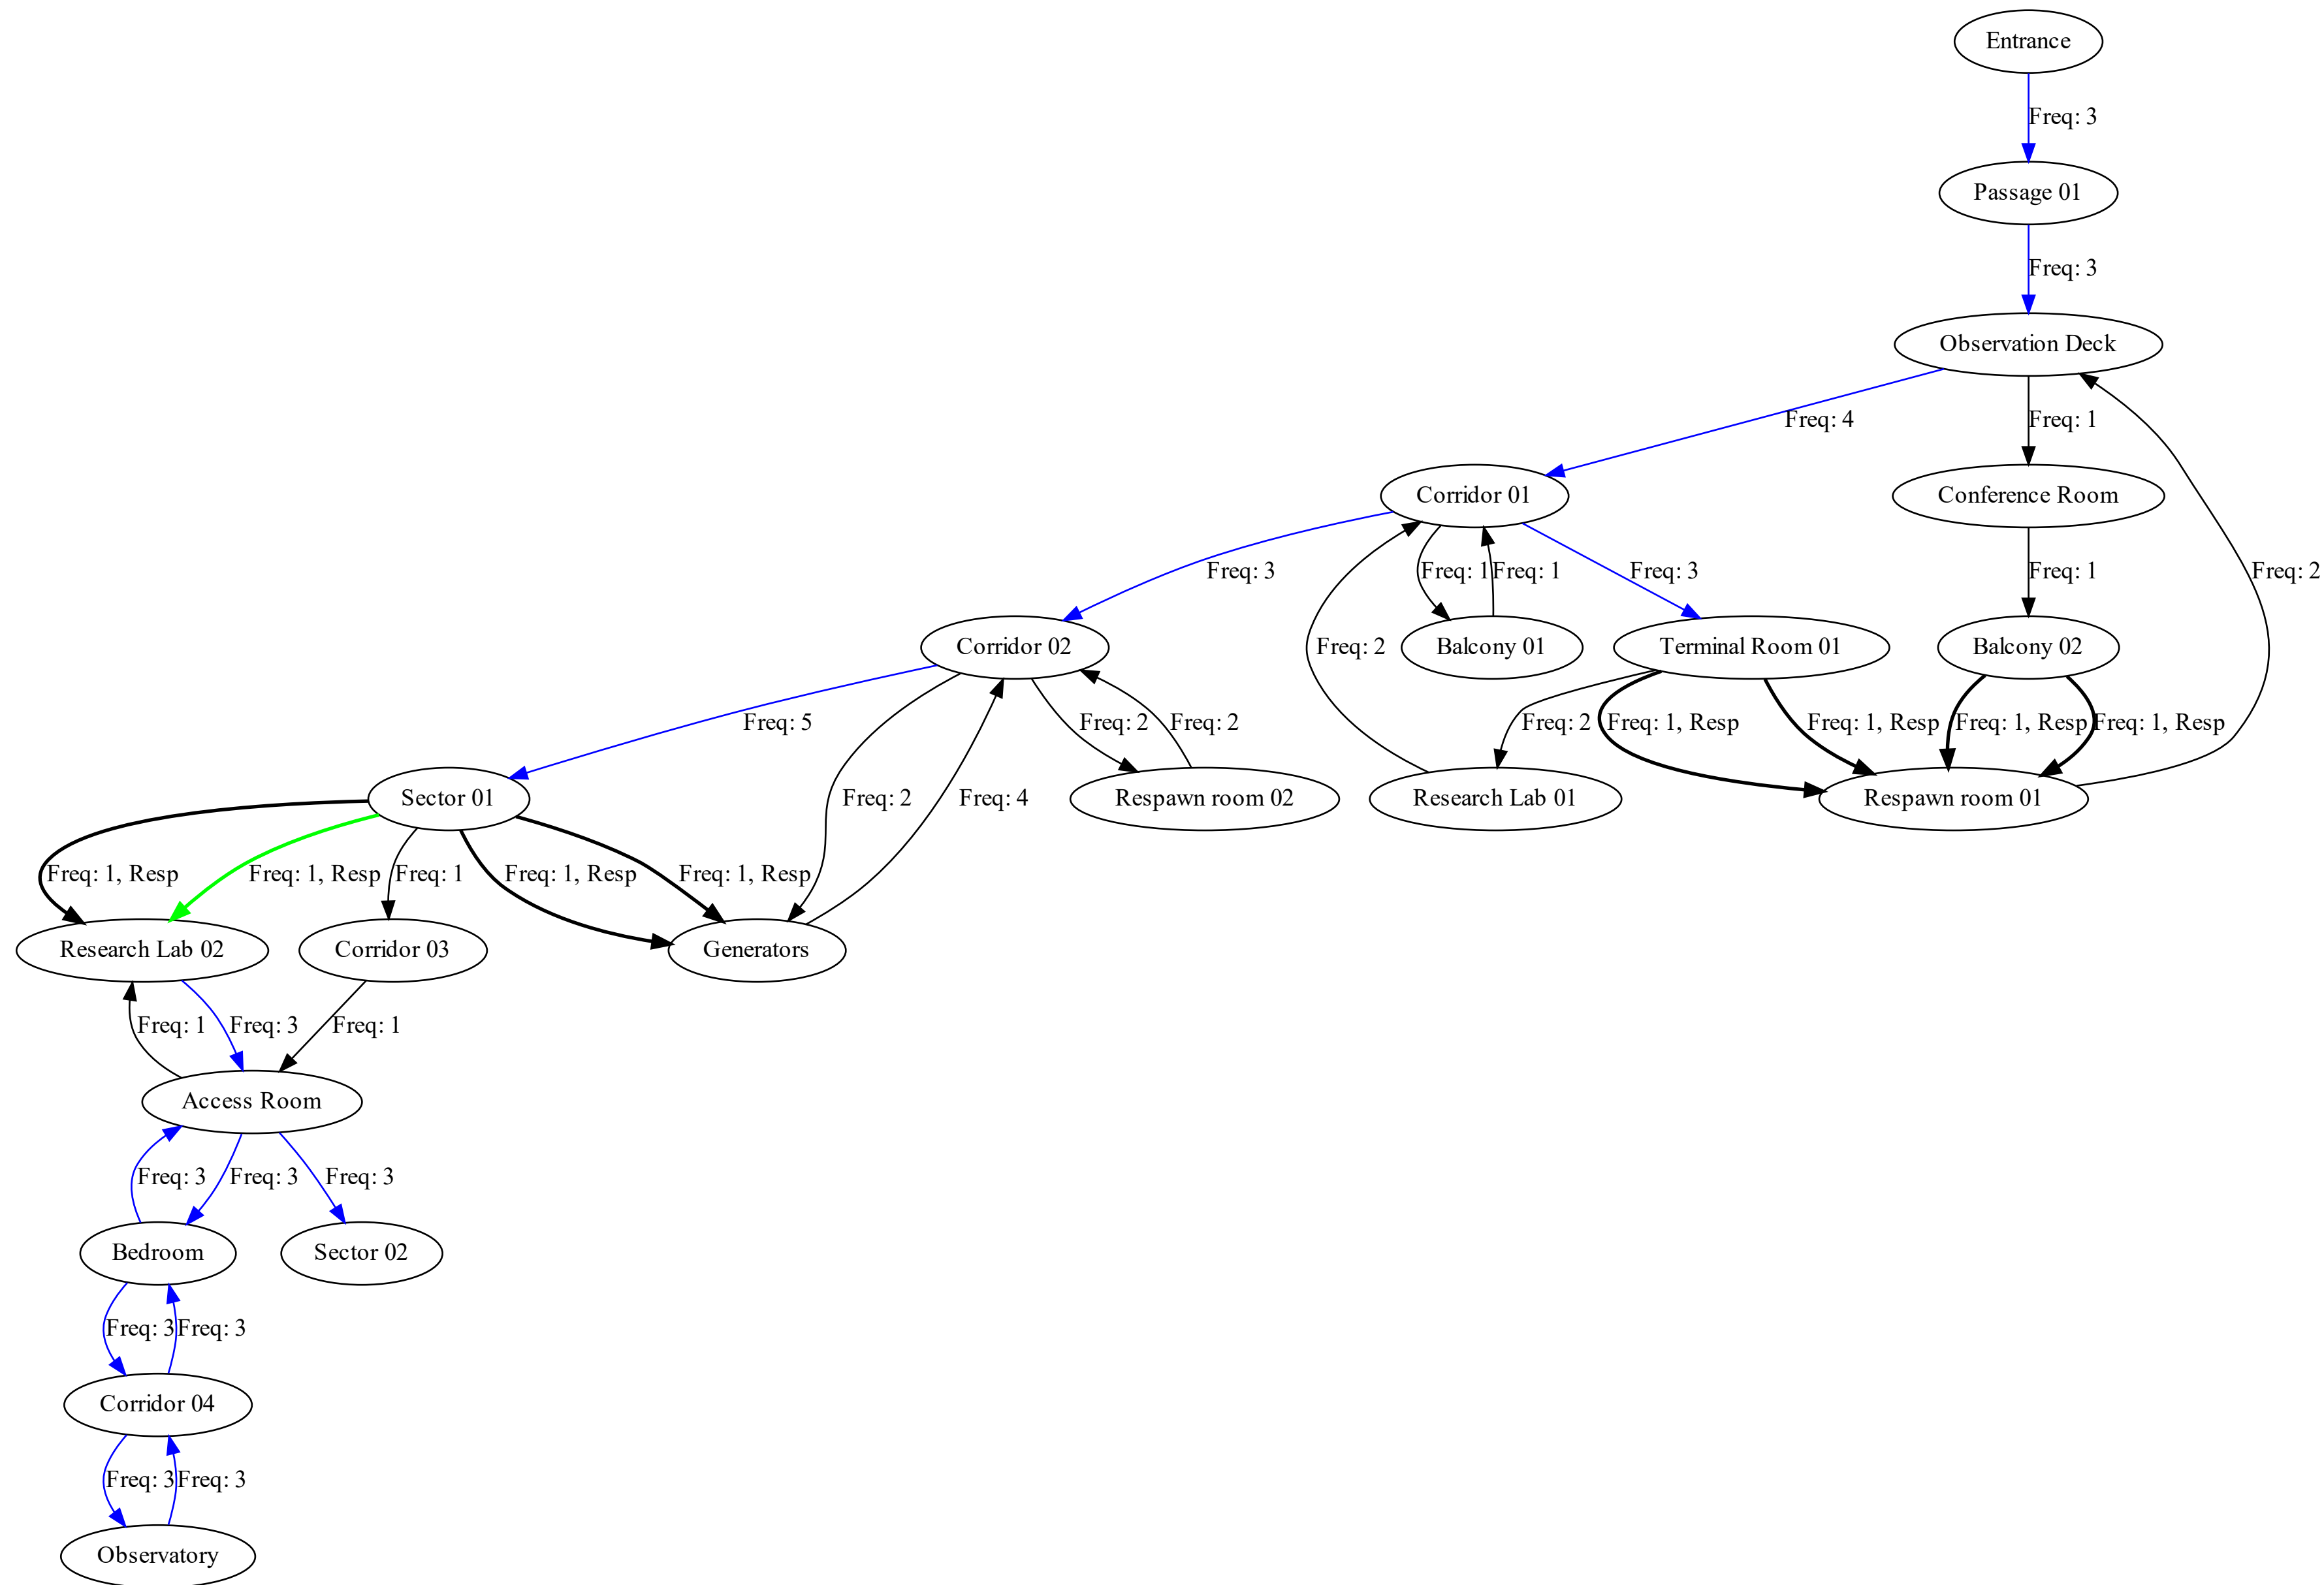 Entrance
Freq: 3
Passage 01
Freq: 3
Observation Deck
Freq: 4
Freq: 1
Corridor 01
Conference Room
Freq: 3
Freq: 1
Freq: 1
Freq: 3
Freq: 1
Freq: 2
Corridor 02
Freq: 2
Balcony 01
Terminal Room 01
Balcony 02
Freq: 5
Freq: 2
Freq: 2
Freq: 2
Freq: 1, Resp
Freq: 1, Resp
Freq: 1, Resp
Freq: 1, Resp
Sector 01
Freq: 2
Freq: 4
Respawn room 02
Research Lab 01
Respawn room 01
Freq: 1, Resp
Freq: 1, Resp
Freq: 1
Freq: 1, Resp
Freq: 1, Resp
Research Lab 02
Corridor 03
Generators
Freq: 1
Freq: 3
Freq: 1
Access Room
Freq: 3
Freq: 3
Freq: 3
Bedroom
Sector 02
Freq: 3
Freq: 3
Corridor 04
Freq: 3
Freq: 3
Observatory